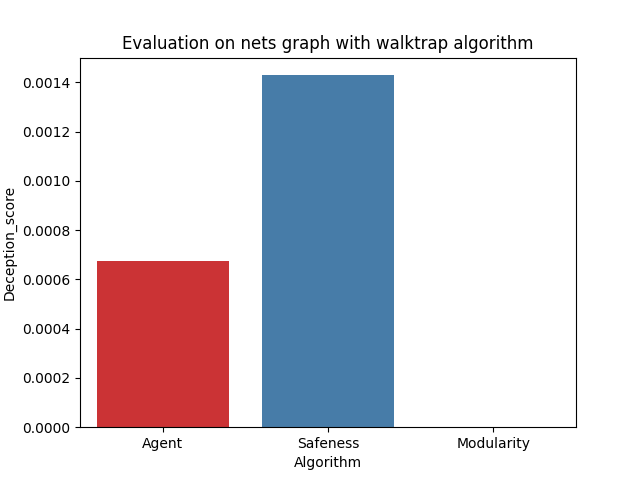 Evaluation on nets graph with walktrap algorithm
0.0014
0.0012
0.0010
0.0008
0.0006
0.0004
0.0002
0.0000
Deception_score
Agent
Safeness
Modularity
Algorithm